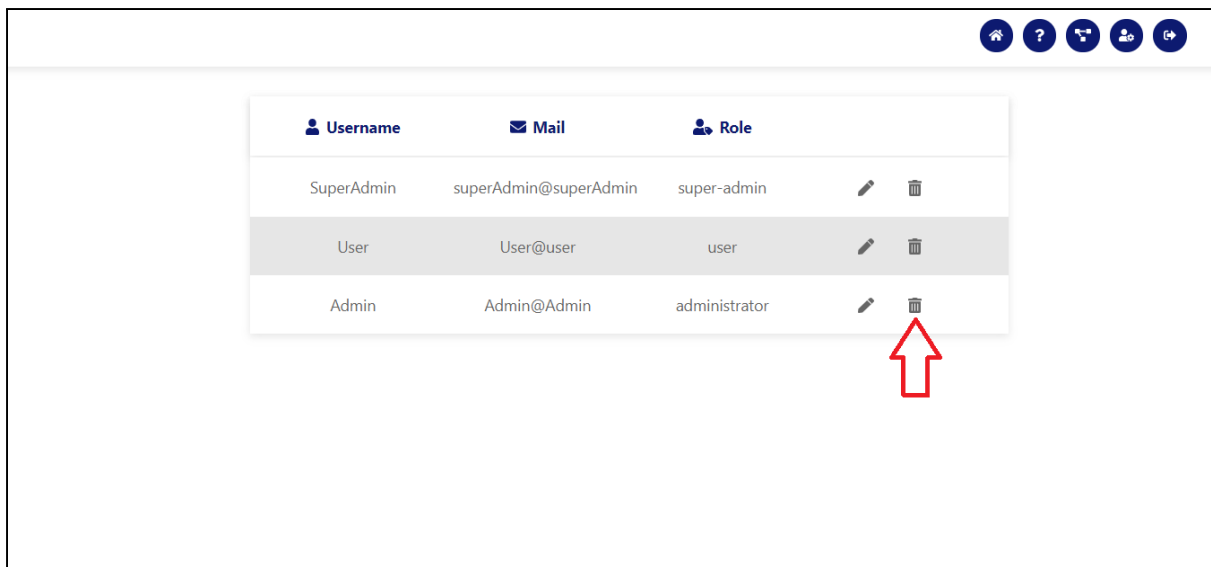 Username Mail Role
SuperAdmin superAdmin@superAdmin super-admin
User User@user user
Admin Admin@Admin administrator